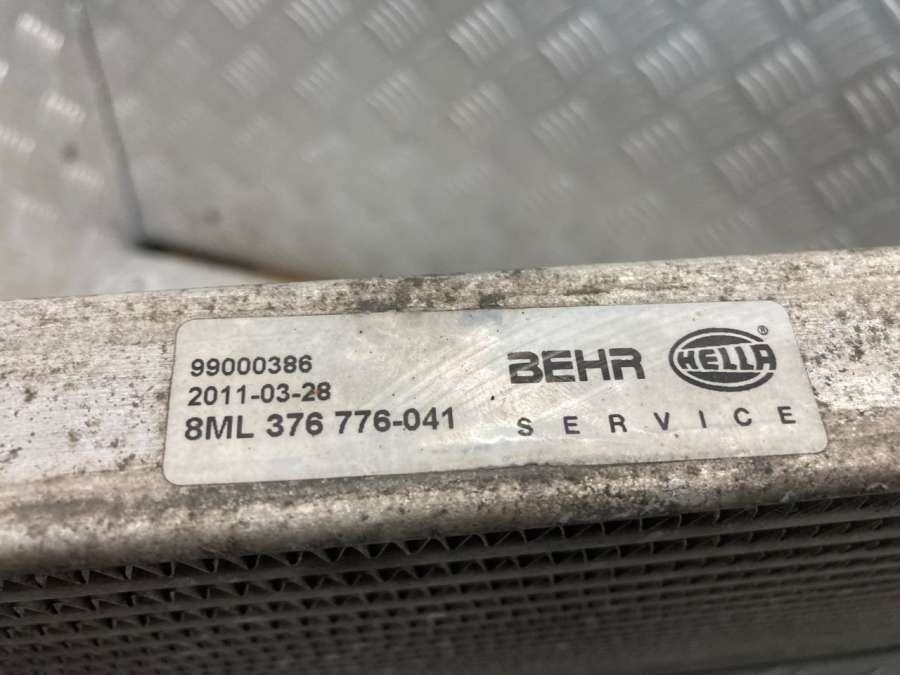 99000386
2011-03-28
8ML 376 776-041
BEHR HELLA®
SERVICE